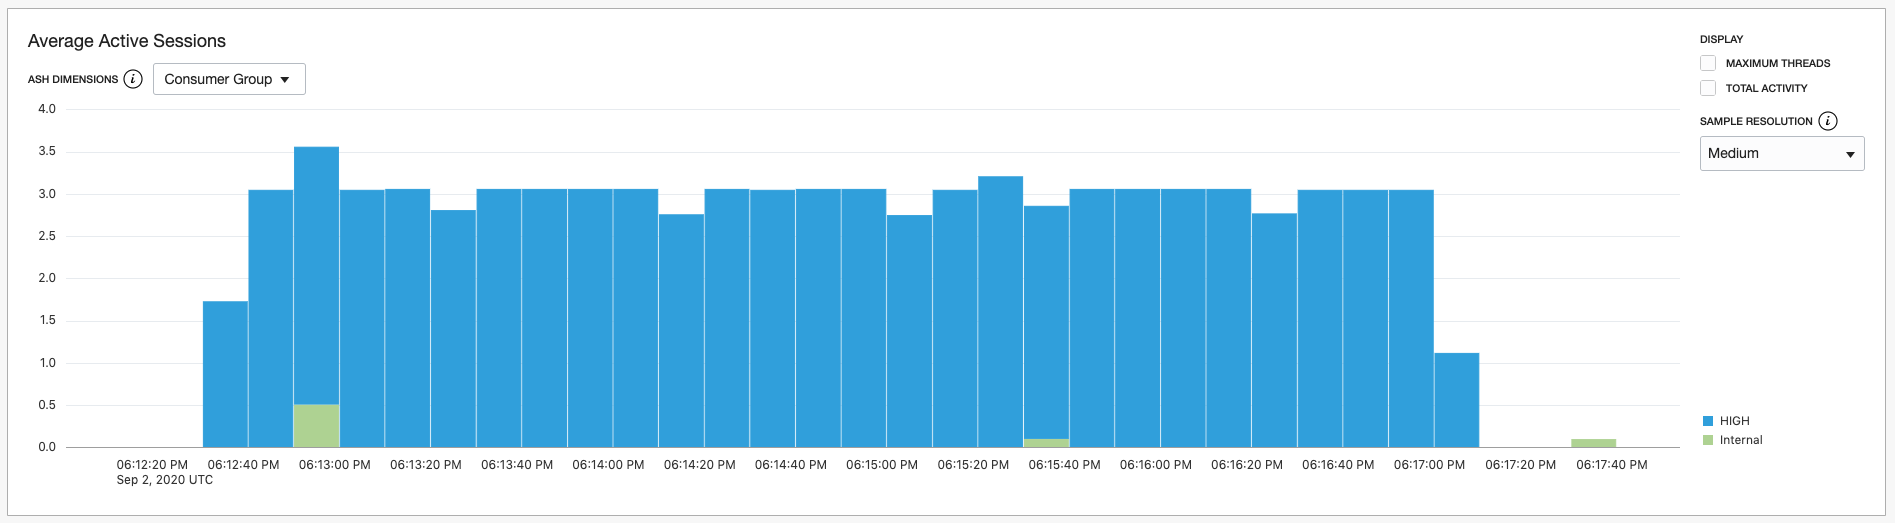 Average Active Sessions
ASH DIMENSIONS i Consumer Group
4.0
3.5
3.0
2.5
2.0
1.5
1.0
0.5
0.0
06:12:20 PM 06:12:40 PM 06:13:00 PM 06:13:20 PM 06:13:40 PM 06:14:00 PM 06:14:20 PM 06:14:40 PM 06:15:00 PM 06:15:20 PM 06:15:40 PM 06:16:00 PM 06:16:20 PM 06:16:40 PM 06:17:00 PM 06:17:20 PM 06:17:40 PM
Sep 2, 2020 UTC
DISPLAY
MAXIMUM THREADS
TOTAL ACTIVITY
SAMPLE RESOLUTION i
Medium
HIGH
Internal